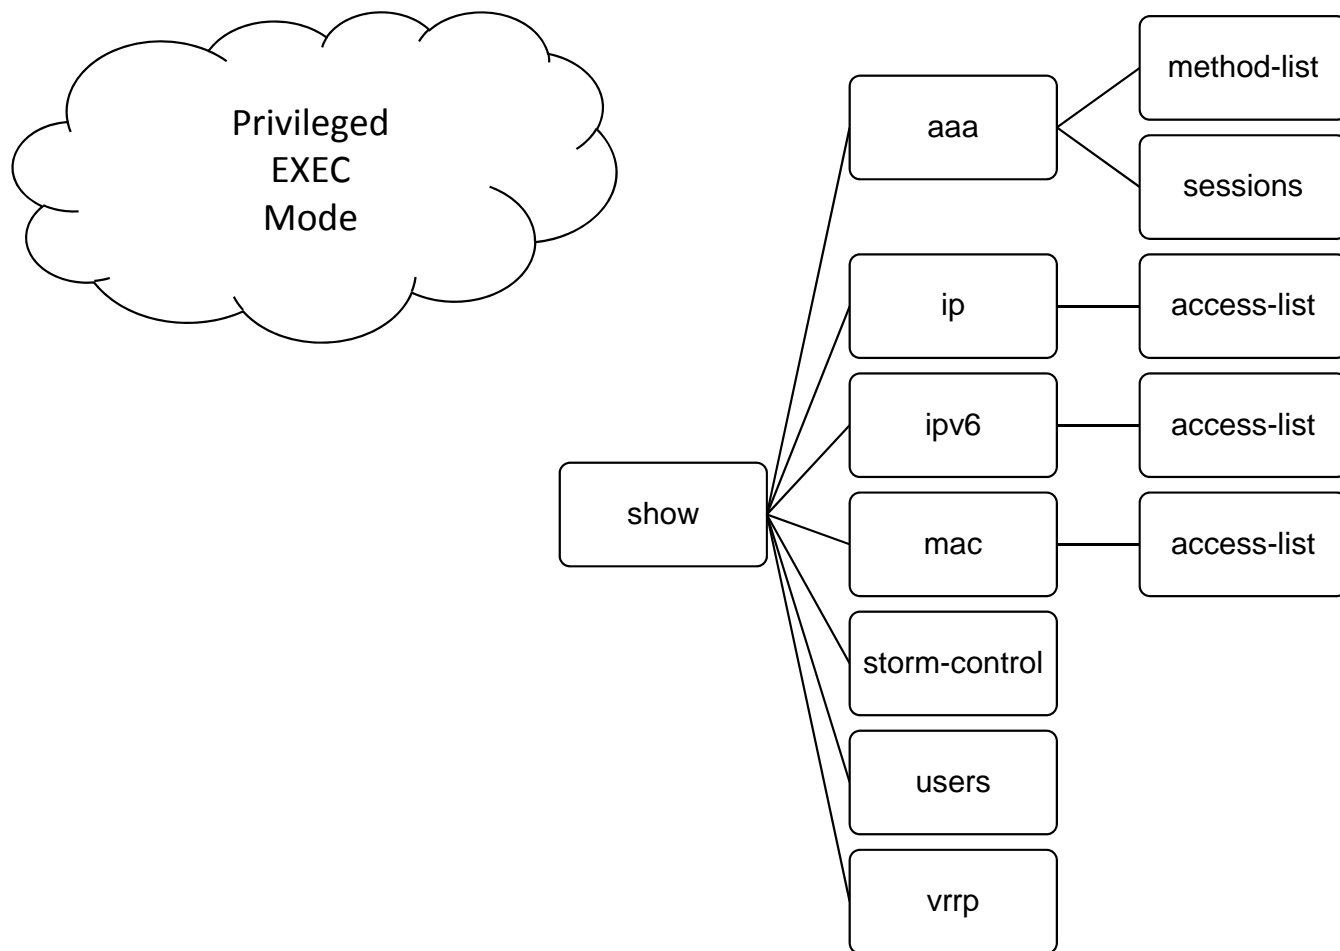 Privileged
EXEC
Mode
show
aaa
method-list
sessions
ip
access-list
ipv6
access-list
mac
access-list
storm-control
users
vrrp